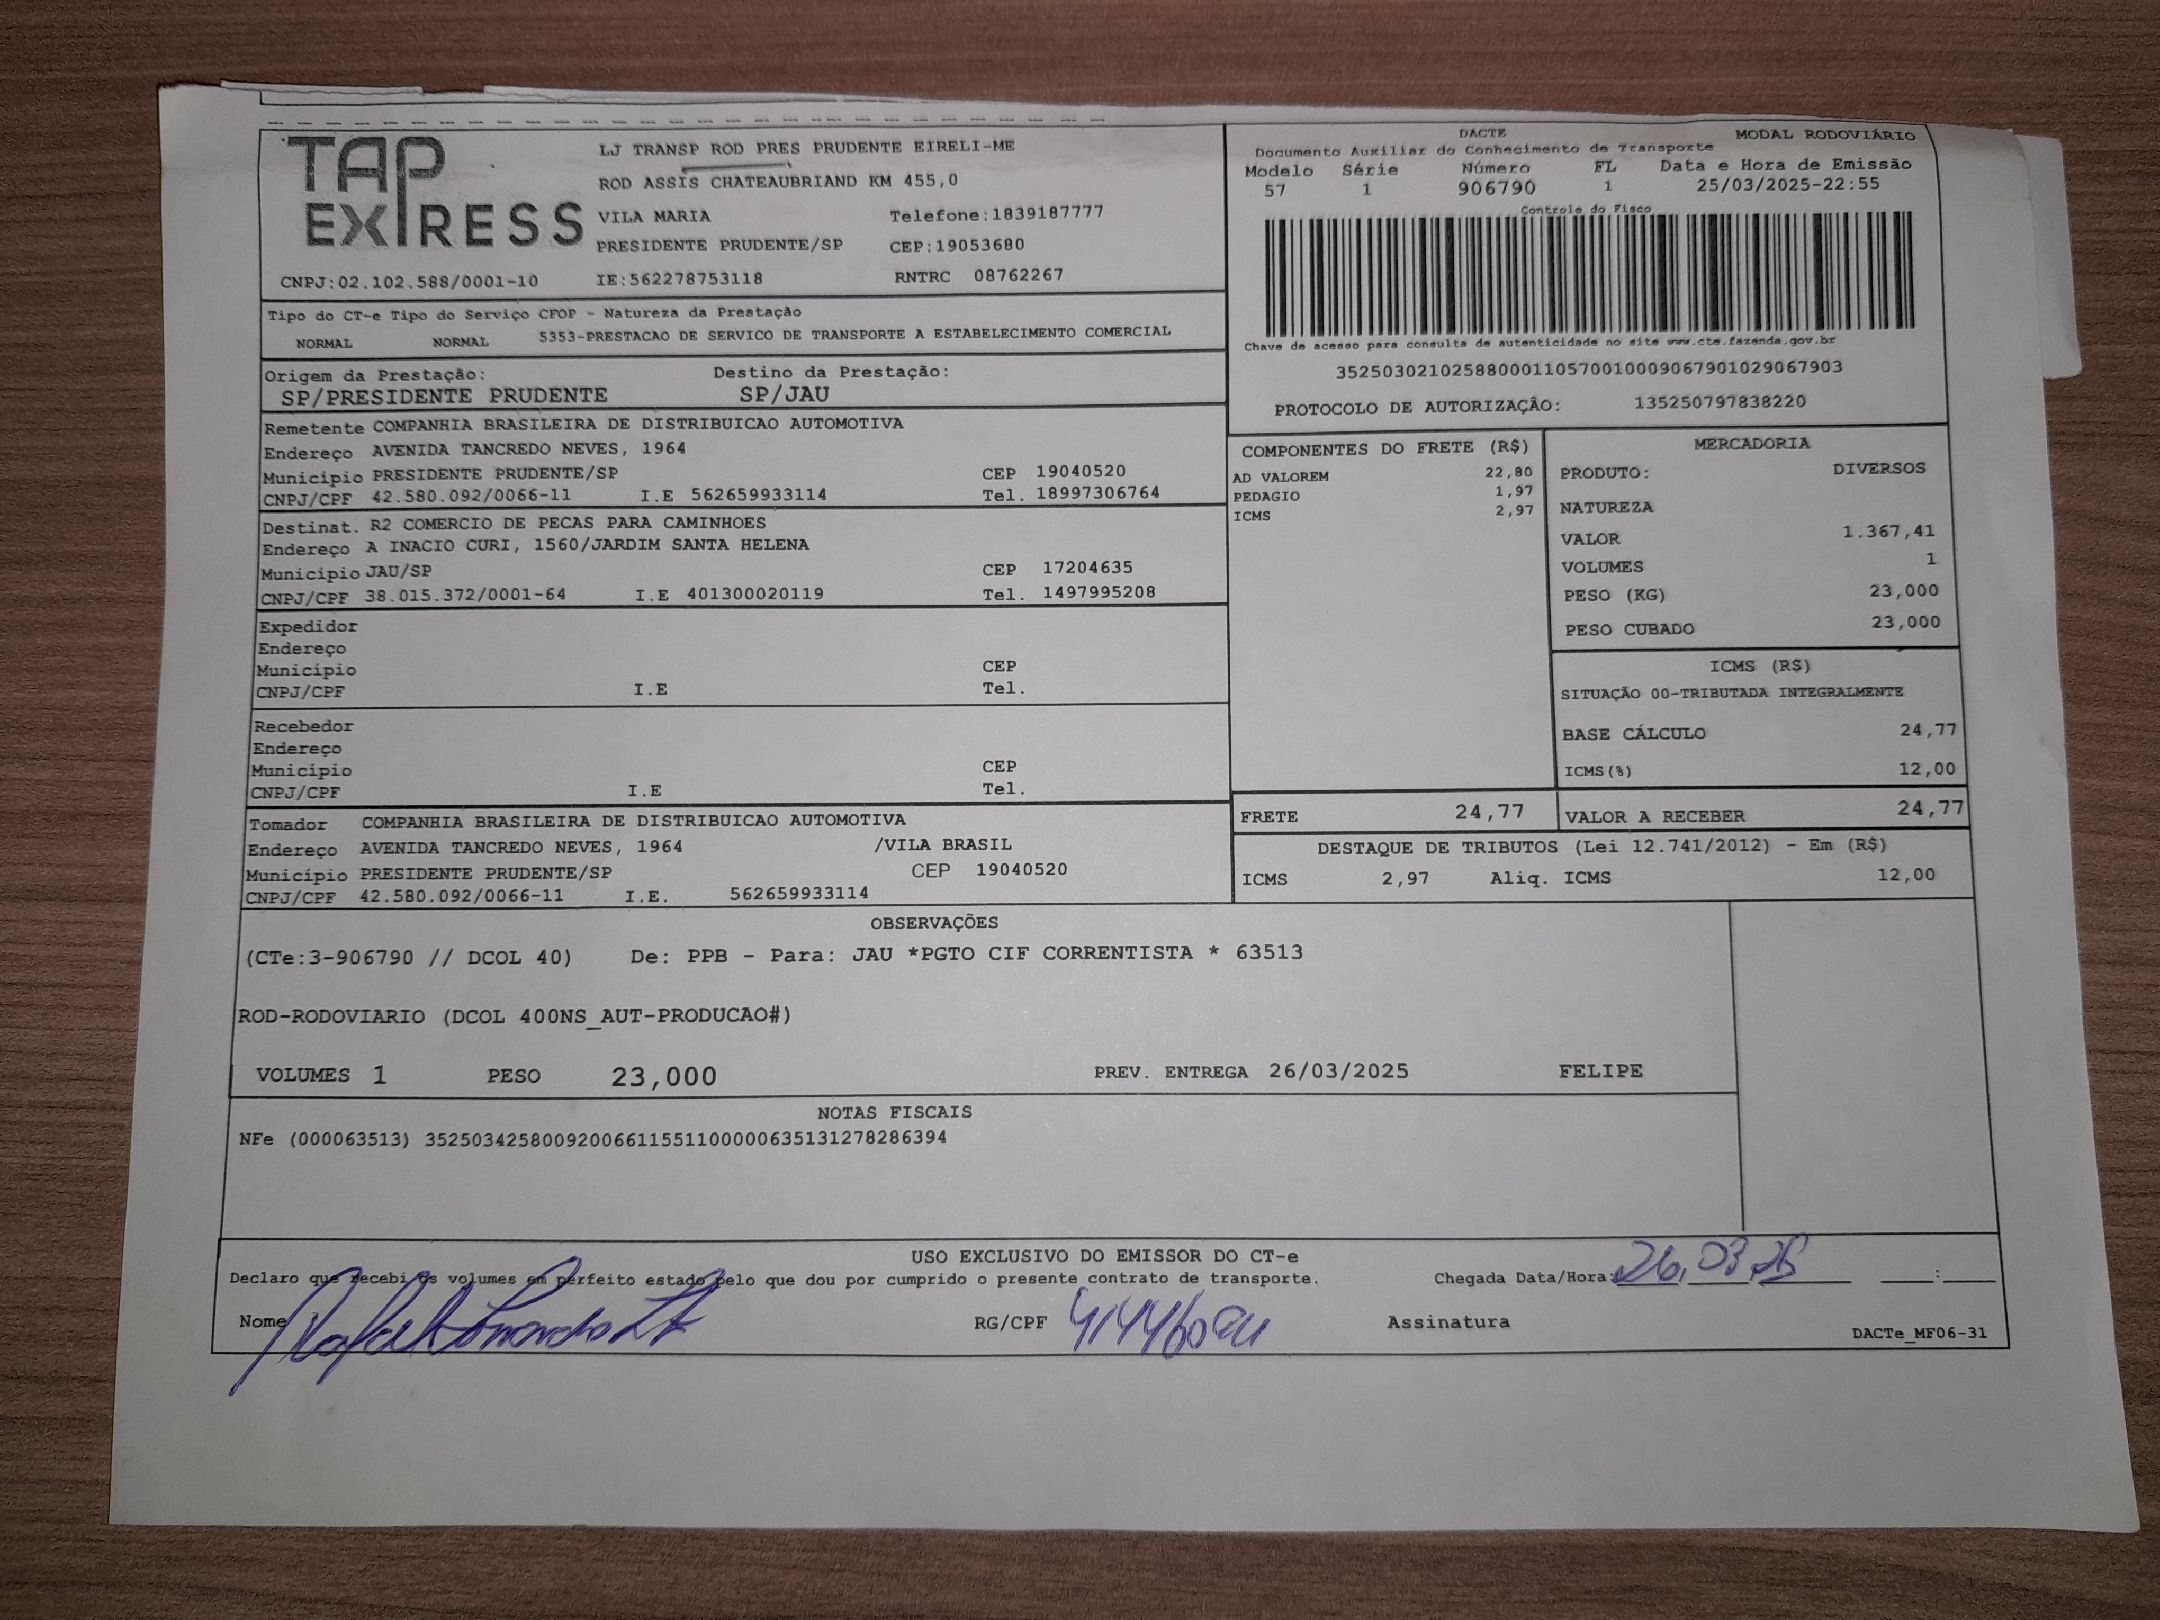 TAP EXPRESS
LJ TRANSP ROD PRES PRUDENTE EIRELI-ME
ROD ASSIS CHATEAUBRIAND KM 455,0
VILA MARIA Telefone:1839187777
PRESIDENTE PRUDENTE/SP CEP:19053680
CNPJ:02.102.588/0001-10 IE:562278753118 RNTRC 08762267
DACTE MODAL RODOVIÁRIO
Documento Auxiliar do Conhecimento de Transporte
Modelo Série Número FL Data e Hora de Emissão
57 1 906790 1 25/03/2025-22:55
Controle do Fisco
Chave de acesso para consulta de autenticidade no site www.cte.fazenda.gov.br
35250302102588000110570010009067901029067903
PROTOCOLO DE AUTORIZAÇÃO: 135250797838220
Tipo do CT-e Tipo do Serviço CFOP - Natureza da Prestação
NORMAL NORMAL 5353-PRESTACAO DE SERVICO DE TRANSPORTE A ESTABELECIMENTO COMERCIAL
Origem da Prestação: Destino da Prestação:
SP/PRESIDENTE PRUDENTE SP/JAU
Remetente COMPANHIA BRASILEIRA DE DISTRIBUICAO AUTOMOTIVA
Endereço AVENIDA TANCREDO NEVES, 1964
Município PRESIDENTE PRUDENTE/SP CEP 19040520
CNPJ/CPF 42.580.092/0066-11 I.E 562659933114 Tel. 18997306764
Destinat. R2 COMERCIO DE PECAS PARA CAMINHOES
Endereço A INACIO CURI, 1560/JARDIM SANTA HELENA
Município JAU/SP CEP 17204635
CNPJ/CPF 38.015.372/0001-64 I.E 401300020119 Tel. 1497995208
Expedidor
Endereço
Município CEP
CNPJ/CPF I.E Tel.
Recebedor
Endereço
Município CEP
CNPJ/CPF I.E Tel.
Tomador COMPANHIA BRASILEIRA DE DISTRIBUICAO AUTOMOTIVA
Endereço AVENIDA TANCREDO NEVES, 1964 /VILA BRASIL
Município PRESIDENTE PRUDENTE/SP CEP 19040520
CNPJ/CPF 42.580.092/0066-11 I.E. 562659933114
COMPONENTES DO FRETE (R$)
AD VALOREM 22,80
PEDAGIO 1,97
ICMS 2,97
MERCADORIA
PRODUTO: DIVERSOS
NATUREZA
VALOR 1.367,41
VOLUMES 1
PESO (KG) 23,000
PESO CUBADO 23,000
ICMS (R$)
SITUAÇÃO 00-TRIBUTADA INTEGRALMENTE
BASE CÁLCULO 24,77
ICMS(%) 12,00
FRETE 24,77 VALOR A RECEBER 24,77
DESTAQUE DE TRIBUTOS (Lei 12.741/2012) - Em (R$)
ICMS 2,97 Aliq. ICMS 12,00
OBSERVAÇÕES
(CTe:3-906790 // DCOL 40) De: PPB - Para: JAU *PGTO CIF CORRENTISTA * 63513
ROD-RODOVIARIO (DCOL 400NS_AUT-PRODUCAO#)
VOLUMES 1 PESO 23,000 PREV. ENTREGA 26/03/2025 FELIPE
NOTAS FISCAIS
NFe (000063513) 35250342580092006611551100000635131278286394
USO EXCLUSIVO DO EMISSOR DO CT-e
Declaro que recebi os volumes em perfeito estado pelo que dou por cumprido o presente contrato de transporte. Chegada Data/Hora: 26,03,25 :
Nome Rafael RG/CPF Assinatura
DACTe_MF06-31